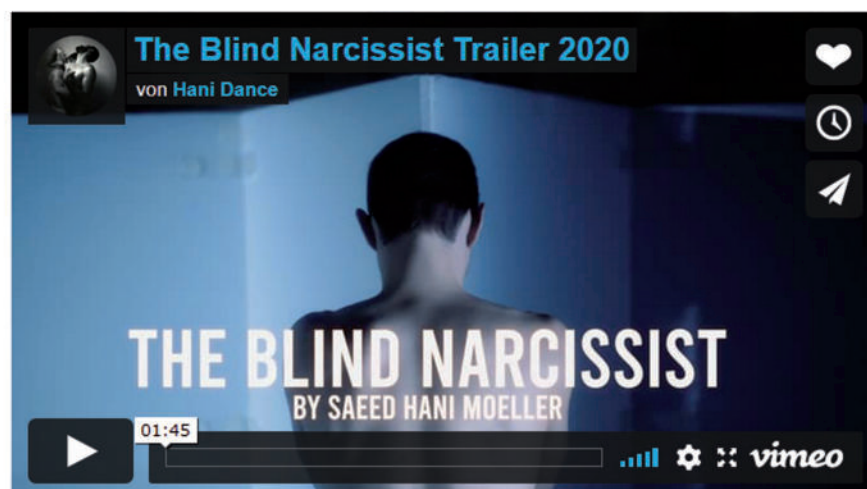 The Blind Narcissist Trailer 2020
von Hani Dance
THE BLIND NARCISSIST
BY SAEED HANI MOELLER
01:45
vimeo